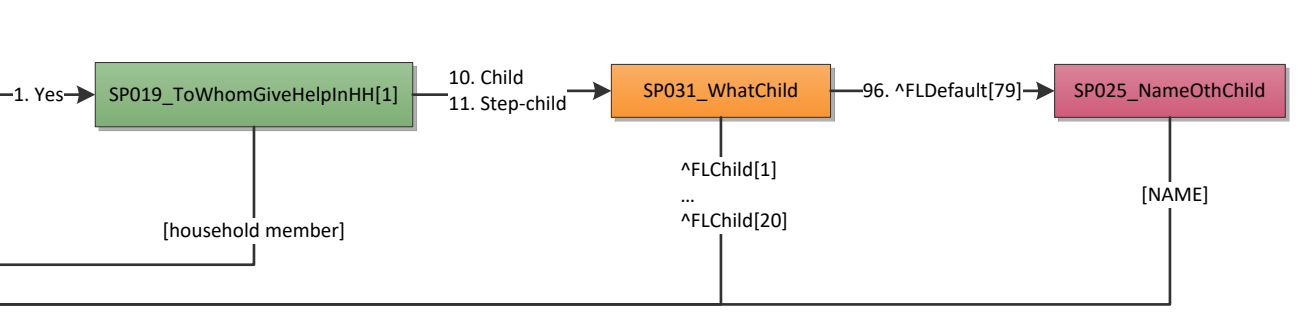 1. Yes
SP019_ToWhomGiveHelpInHH[1]
10. Child
11. Step-child
SP031_WhatChild
96. ^FLDefault[79]
SP025_NameOthChild
^FLChild[1]
...
^FLChild[20]
[NAME]
[household member]